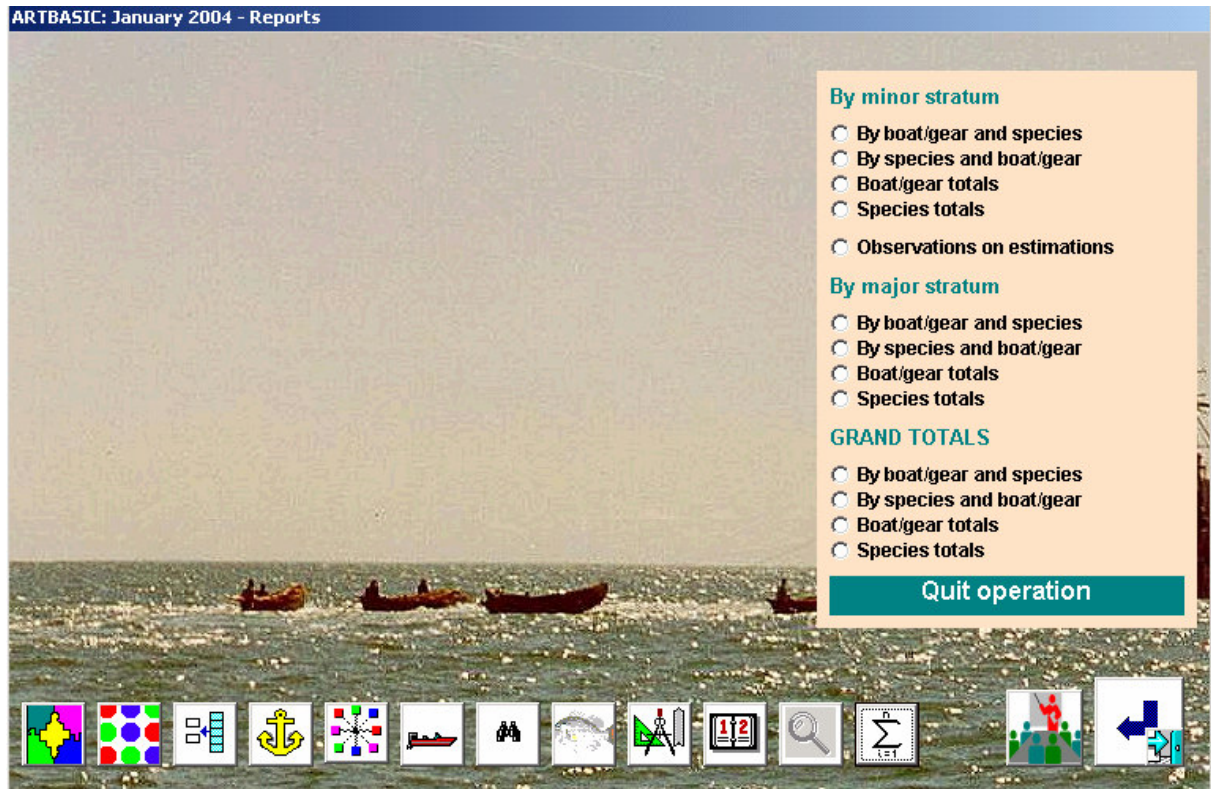 ARTBASIC: January 2004 - Reports
By minor stratum
By boat/gear and species
By species and boat/gear
Boat/gear totals
Species totals
Observations on estimations
By major stratum
By boat/gear and species
By species and boat/gear
Boat/gear totals
Species totals
GRAND TOTALS
By boat/gear and species
By species and boat/gear
Boat/gear totals
Species totals
Quit operation
1 2
n
Σ
i=1